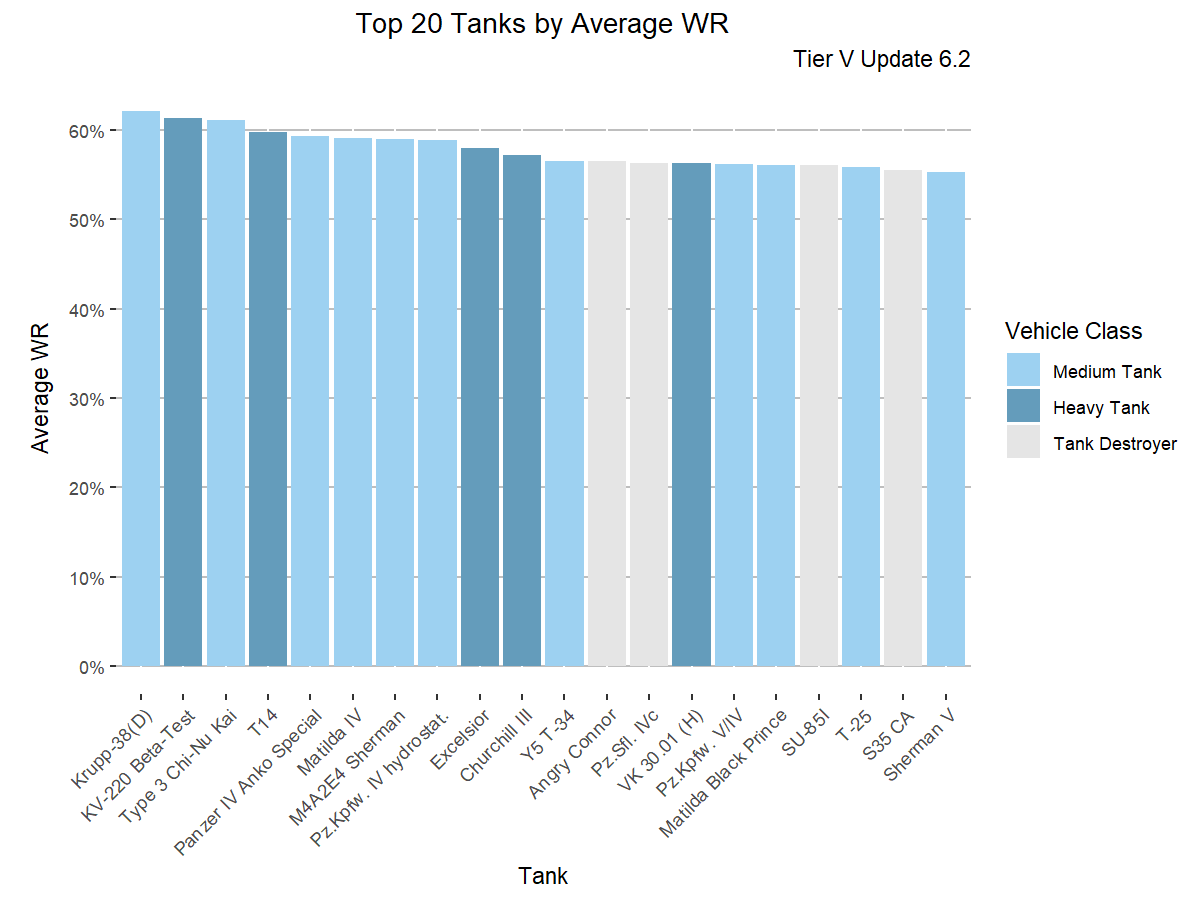 Top 20 Tanks by Average WR
Tier V Update 6.2
Average WR
60%
50%
40%
30%
20%
10%
0%
Krupp-38(D)
KV-220 Beta-Test
Type 3 Chi-Nu Kai
T14
Panzer IV Anko Special
Matilda IV
M4A2E4 Sherman
Pz.Kpfw. IV hydrostat.
Excelsior
Churchill III
Y5 T-34
Angry Connor
Pz.Sfl. IVc
VK 30.01 (H)
Pz.Kpfw. V/IV
Matilda Black Prince
SU-85I
T-25
S35 CA
Sherman V
Tank
Vehicle Class
Medium Tank
Heavy Tank
Tank Destroyer